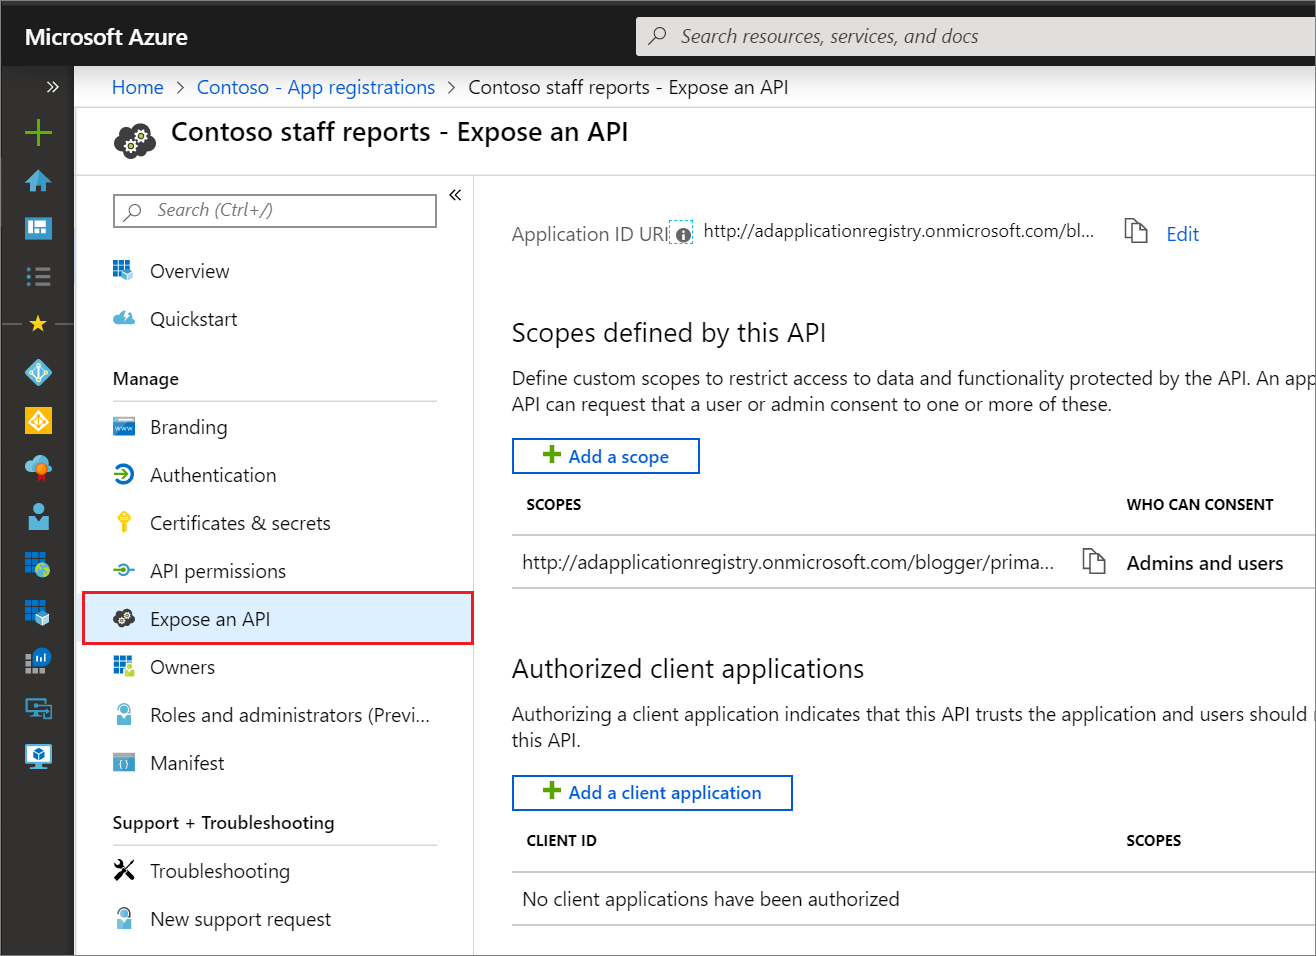 Microsoft Azure
Search resources, services, and docs
Home > Contoso - App registrations > Contoso staff reports - Expose an API
Contoso staff reports - Expose an API
Search (Ctrl+/)
Overview
Quickstart
Manage
Branding
Authentication
Certificates & secrets
API permissions
Expose an API
Owners
Roles and administrators (Previ...
Manifest
Support + Troubleshooting
Troubleshooting
New support request
Application ID URI http://adapplicationregistry.onmicrosoft.com/bl... Edit
Scopes defined by this API
Define custom scopes to restrict access to data and functionality protected by the API. An app
API can request that a user or admin consent to one or more of these.
Add a scope
SCOPES WHO CAN CONSENT
http://adapplicationregistry.onmicrosoft.com/blogger/prima... Admins and users
Authorized client applications
Authorizing a client application indicates that this API trusts the application and users should
this API.
Add a client application
CLIENT ID SCOPES
No client applications have been authorized